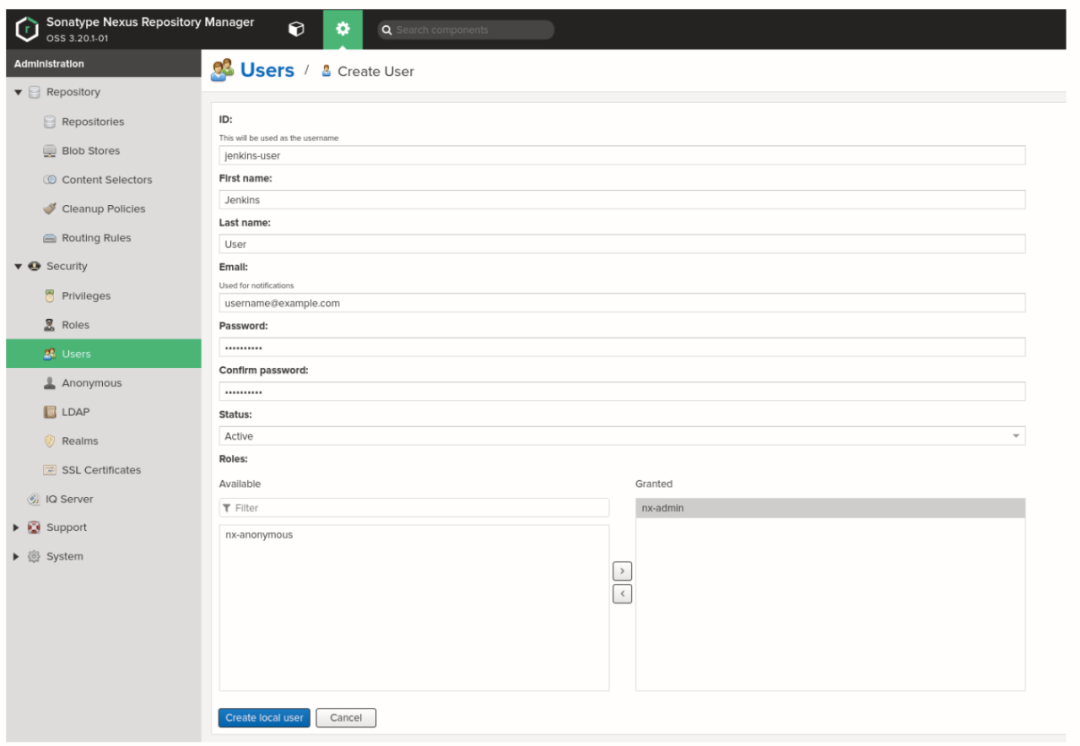 Sonatype Nexus Repository Manager
OSS 3.20.1-01
Search components
Administration
Users / Create User
Repository
Repositories
Blob Stores
Content Selectors
Cleanup Policies
Routing Rules
Security
Privileges
Roles
Users
Anonymous
LDAP
Realms
SSL Certificates
IQ Server
Support
System
ID:
This will be used as the username
jenkins-user
First name:
Jenkins
Last name:
User
Email:
Used for notifications
username@example.com
Password:
••••••••••
Confirm password:
••••••••••
Status:
Active
Roles:
Available
Filter
nx-anonymous
>
<
Granted
nx-admin
Create local user
Cancel